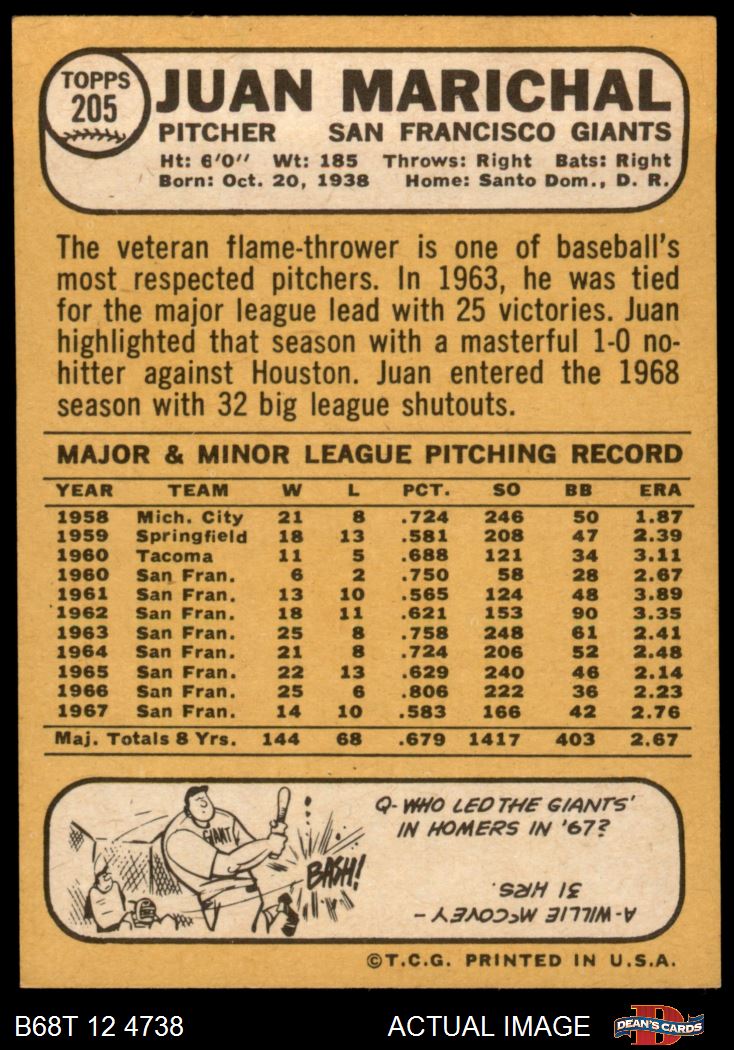 TOPPS
205
JUAN MARICHAL
PITCHER SAN FRANCISCO GIANTS
Ht: 6'0'' Wt: 185 Throws: Right Bats: Right
Born: Oct. 20, 1938 Home: Santo Dom., D. R.
The veteran flame-thrower is one of baseball's
most respected pitchers. In 1963, he was tied
for the major league lead with 25 victories. Juan
highlighted that season with a masterful 1-0 no-
hitter against Houston. Juan entered the 1968
season with 32 big league shutouts.
MAJOR & MINOR LEAGUE PITCHING RECORD
YEAR TEAM W L PCT. SO BB ERA
1958 Mich. City 21 8 .724 246 50 1.87
1959 Springfield 18 13 .581 208 47 2.39
1960 Tacoma 11 5 .688 121 34 3.11
1960 San Fran. 6 2 .750 58 28 2.67
1961 San Fran. 13 10 .565 124 48 3.89
1962 San Fran. 18 11 .621 153 90 3.35
1963 San Fran. 25 8 .758 248 61 2.41
1964 San Fran. 21 8 .724 206 52 2.48
1965 San Fran. 22 13 .629 240 46 2.14
1966 San Fran. 25 6 .806 222 36 2.23
1967 San Fran. 14 10 .583 166 42 2.76
Maj. Totals 8 Yrs. 144 68 .679 1417 403 2.67
GIANT
BASH!
Q-WHO LED THE GIANTS'
IN HOMERS IN '67?
A-WILLIE McCOVEY-
31 HRS.
©T.C.G. PRINTED IN U.S.A.
B68T 12 4738 ACTUAL IMAGE
DEAN'S CARDS